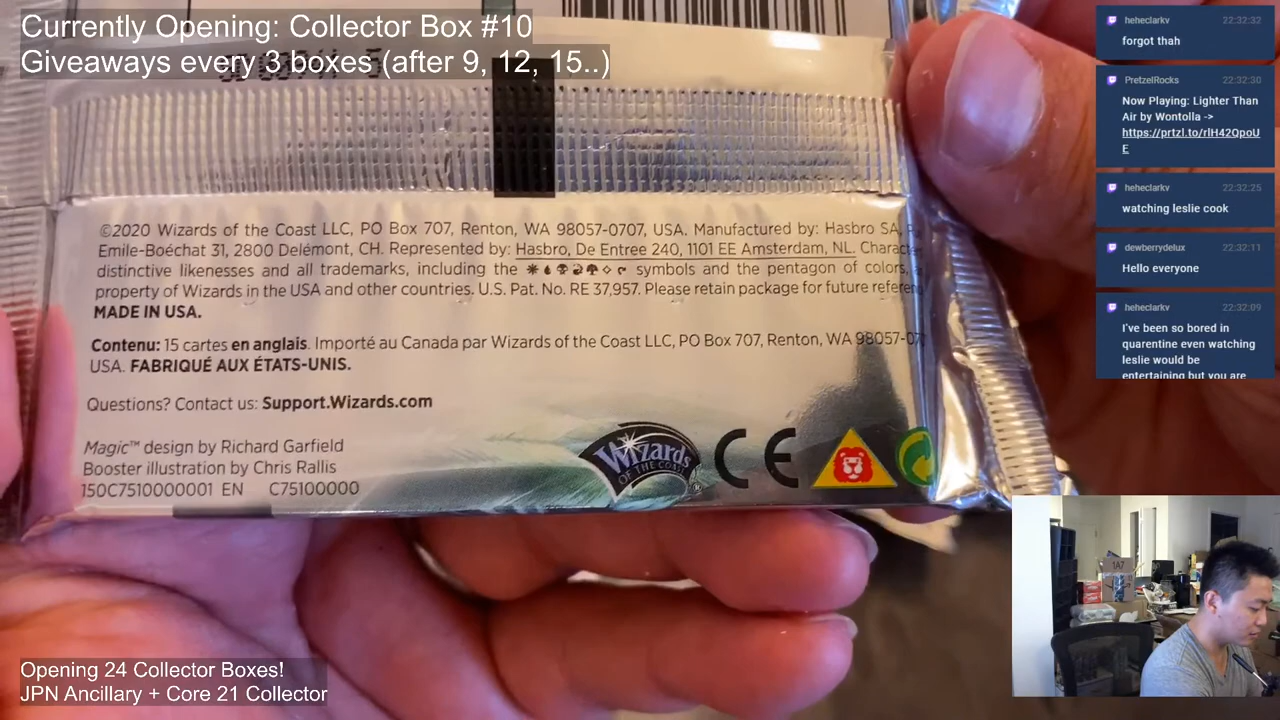 Currently Opening: Collector Box #10
Giveaways every 3 boxes (after 9, 12, 15..)
©2020 Wizards of the Coast LLC, PO Box 707, Renton, WA 98057-0707, USA. Manufactured by: Hasbro SA,
Emile-Boéchat 31, 2800 Delémont, CH. Represented by: Hasbro, De Entree 240, 1101 EE Amsterdam, NL.
distinctive likenesses and all trademarks, including the symbols and the pentagon of colors,
property of Wizards in the USA and other countries. U.S. Pat. No. RE 37,957. Please retain package for future
MADE IN USA.
Contenu: 15 cartes en anglais. Importé au Canada par Wizards of the Coast LLC, PO Box 707, Renton, WA
USA. FABRIQUÉ AUX ÉTATS-UNIS.
Questions? Contact us: Support.Wizards.com
Magic™ design by Richard Garfield
Booster illustration by Chris Rallis
150C7510000001 EN C75100000
Wizards
OF THE COAST
CE
Opening 24 Collector Boxes!
JPN Ancillary + Core 21 Collector
heheclarkv 22:32:32
forgot thah
PretzelRocks 22:32:30
Now Playing: Lighter Than
Air by Wontolla ->
https://prtzl.to/rlH42QpoU
E
heheclarkv 22:32:25
watching leslie cook
dewberrydelux 22:32:11
Hello everyone
heheclarkv 22:32:09
I've been so bored in
quarentine even watching
leslie would be
entertaining but you are
1A7